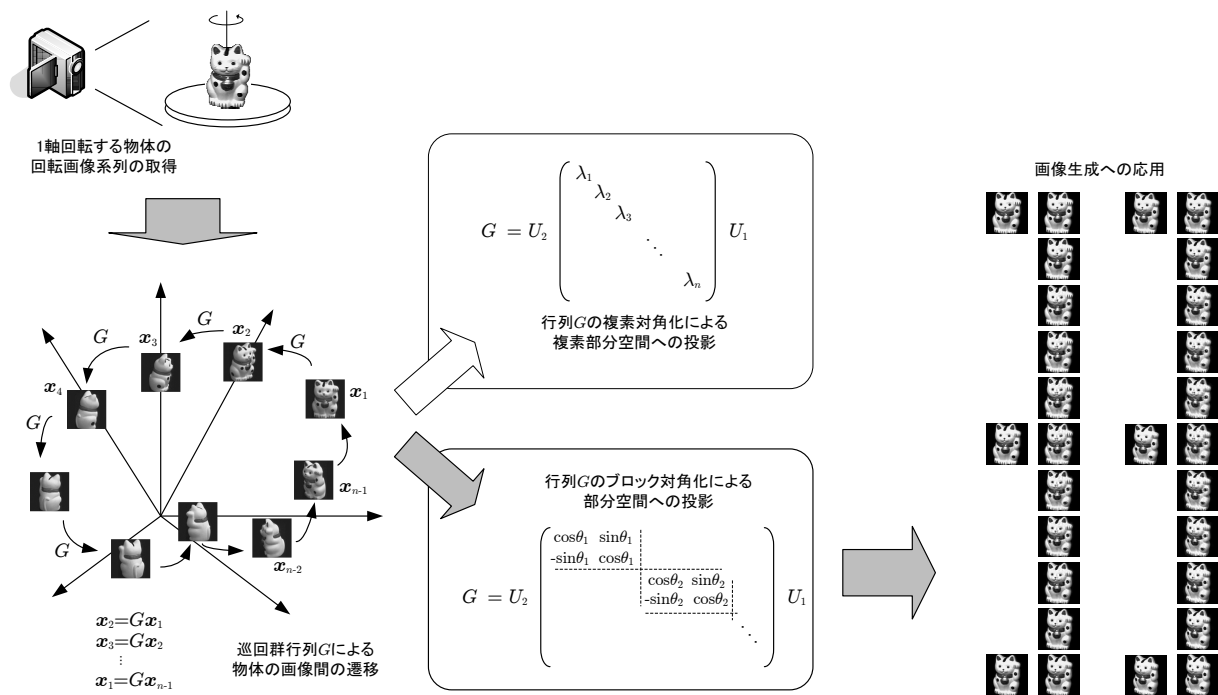 1軸回転する物体の
回転画像系列の取得
G
G
G
G
G
x₁
x₂
x₃
x₄
xₙ₋₁
xₙ₋₂
x₂=Gx₁
x₃=Gx₂
⋮
x₁=Gxₙ₋₁
巡回群行列Gによる
物体の画像間の遷移
λ₁
λ₂
λ₃
⋱
λₙ
G = U₂
U₁
行列Gの複素対角化による
複素部分空間への投影
行列Gのブロック対角化による
部分空間への投影
cosθ₁ sinθ₁
-sinθ₁ cosθ₁
cosθ₂ sinθ₂
-sinθ₂ cosθ₂
⋱
G = U₂
U₁
画像生成への応用